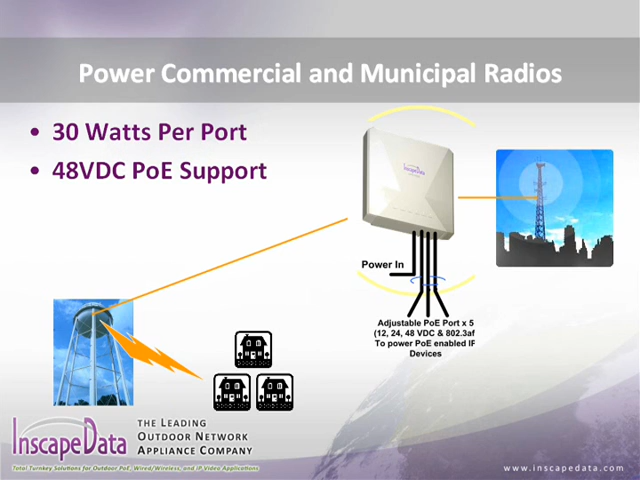 Power Commercial and Municipal Radios
• 30 Watts Per Port
• 48VDC PoE Support
InscapeData
Power In
Adjustable PoE Port x 5
(12, 24, 48 VDC & 802.3af
To power PoE enabled IP
Devices
InscapeData
THE LEADING
OUTDOOR NETWORK
APPLIANCE COMPANY
Total Turnkey Solutions for Outdoor PoE, Wired/Wireless, and IP Video Applications
www.inscapedata.com